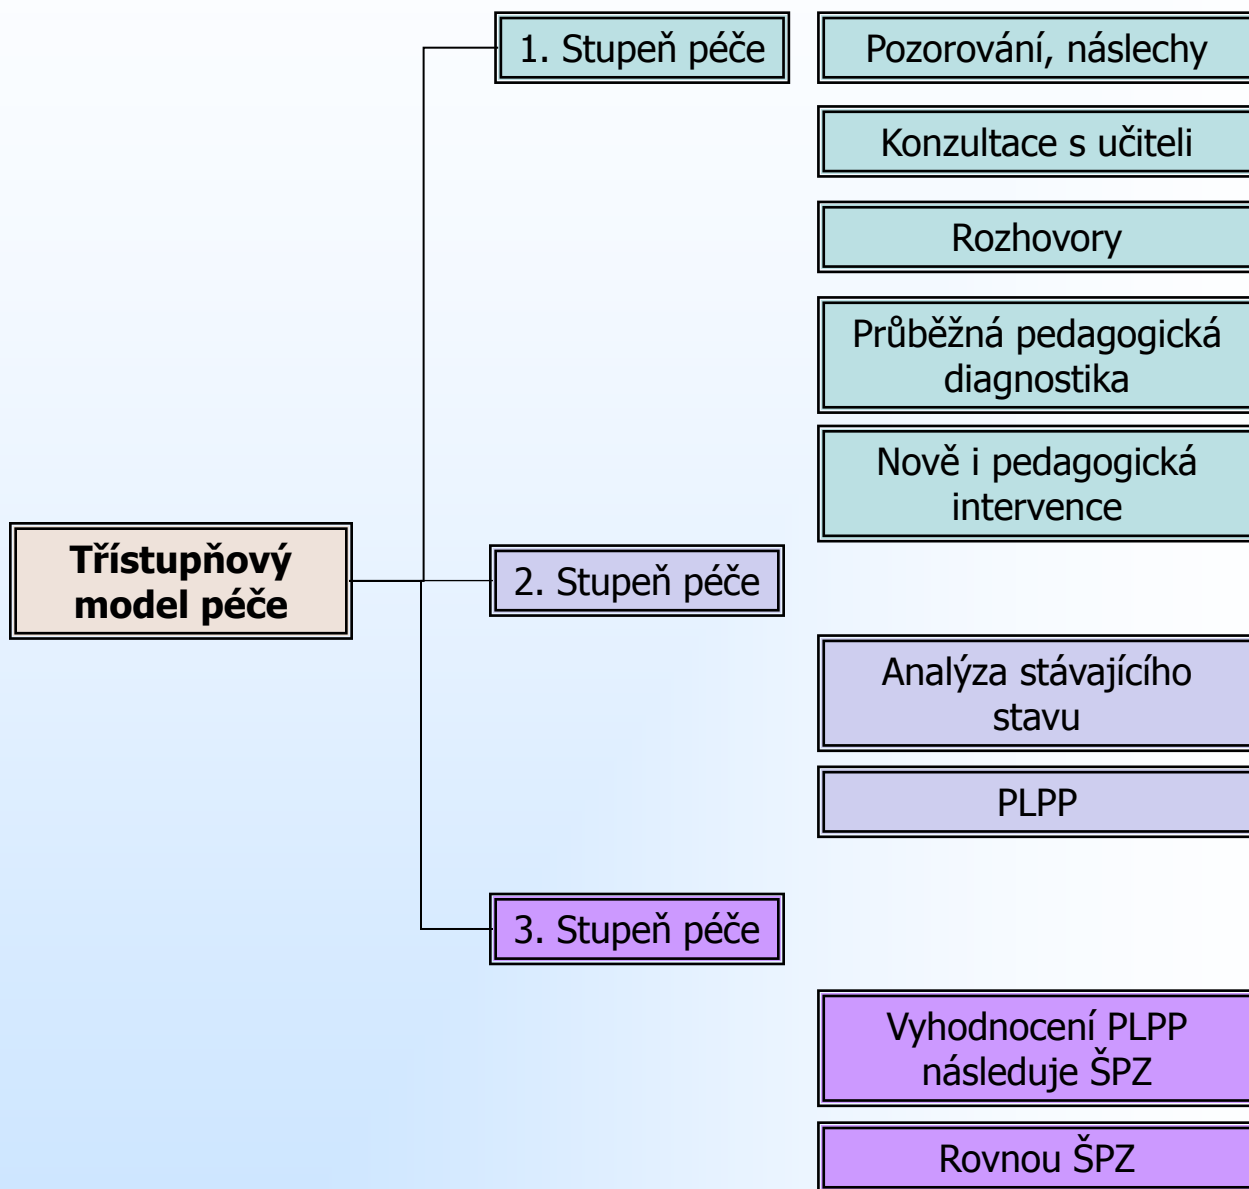 1. Stupeň péče
Pozorování, náslechy
Konzultace s učiteli
Rozhovory
Průběžná pedagogická
diagnostika
Nově i pedagogická
intervence
Třístupňový
model péče
2. Stupeň péče
Analýza stávajícího
stavu
PLPP
3. Stupeň péče
Vyhodnocení PLPP
následuje ŠPZ
Rovnou ŠPZ